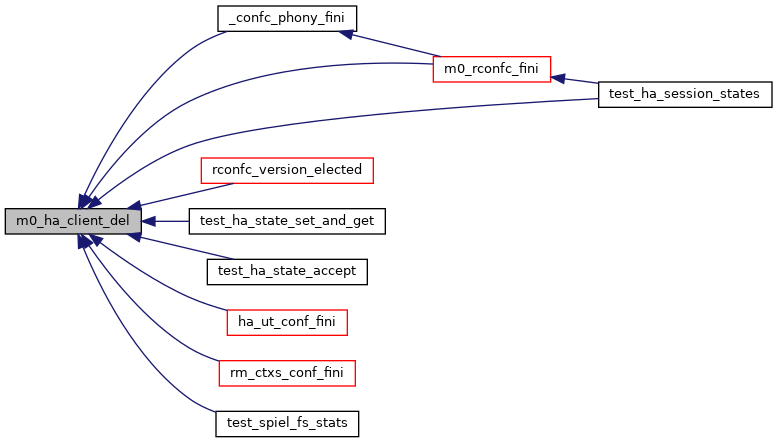 _confc_phony_fini
m0_rconfc_fini
test_ha_session_states
rconfc_version_elected
m0_ha_client_del
test_ha_state_set_and_get
test_ha_state_accept
ha_ut_conf_fini
rm_ctxs_conf_fini
test_spiel_fs_stats